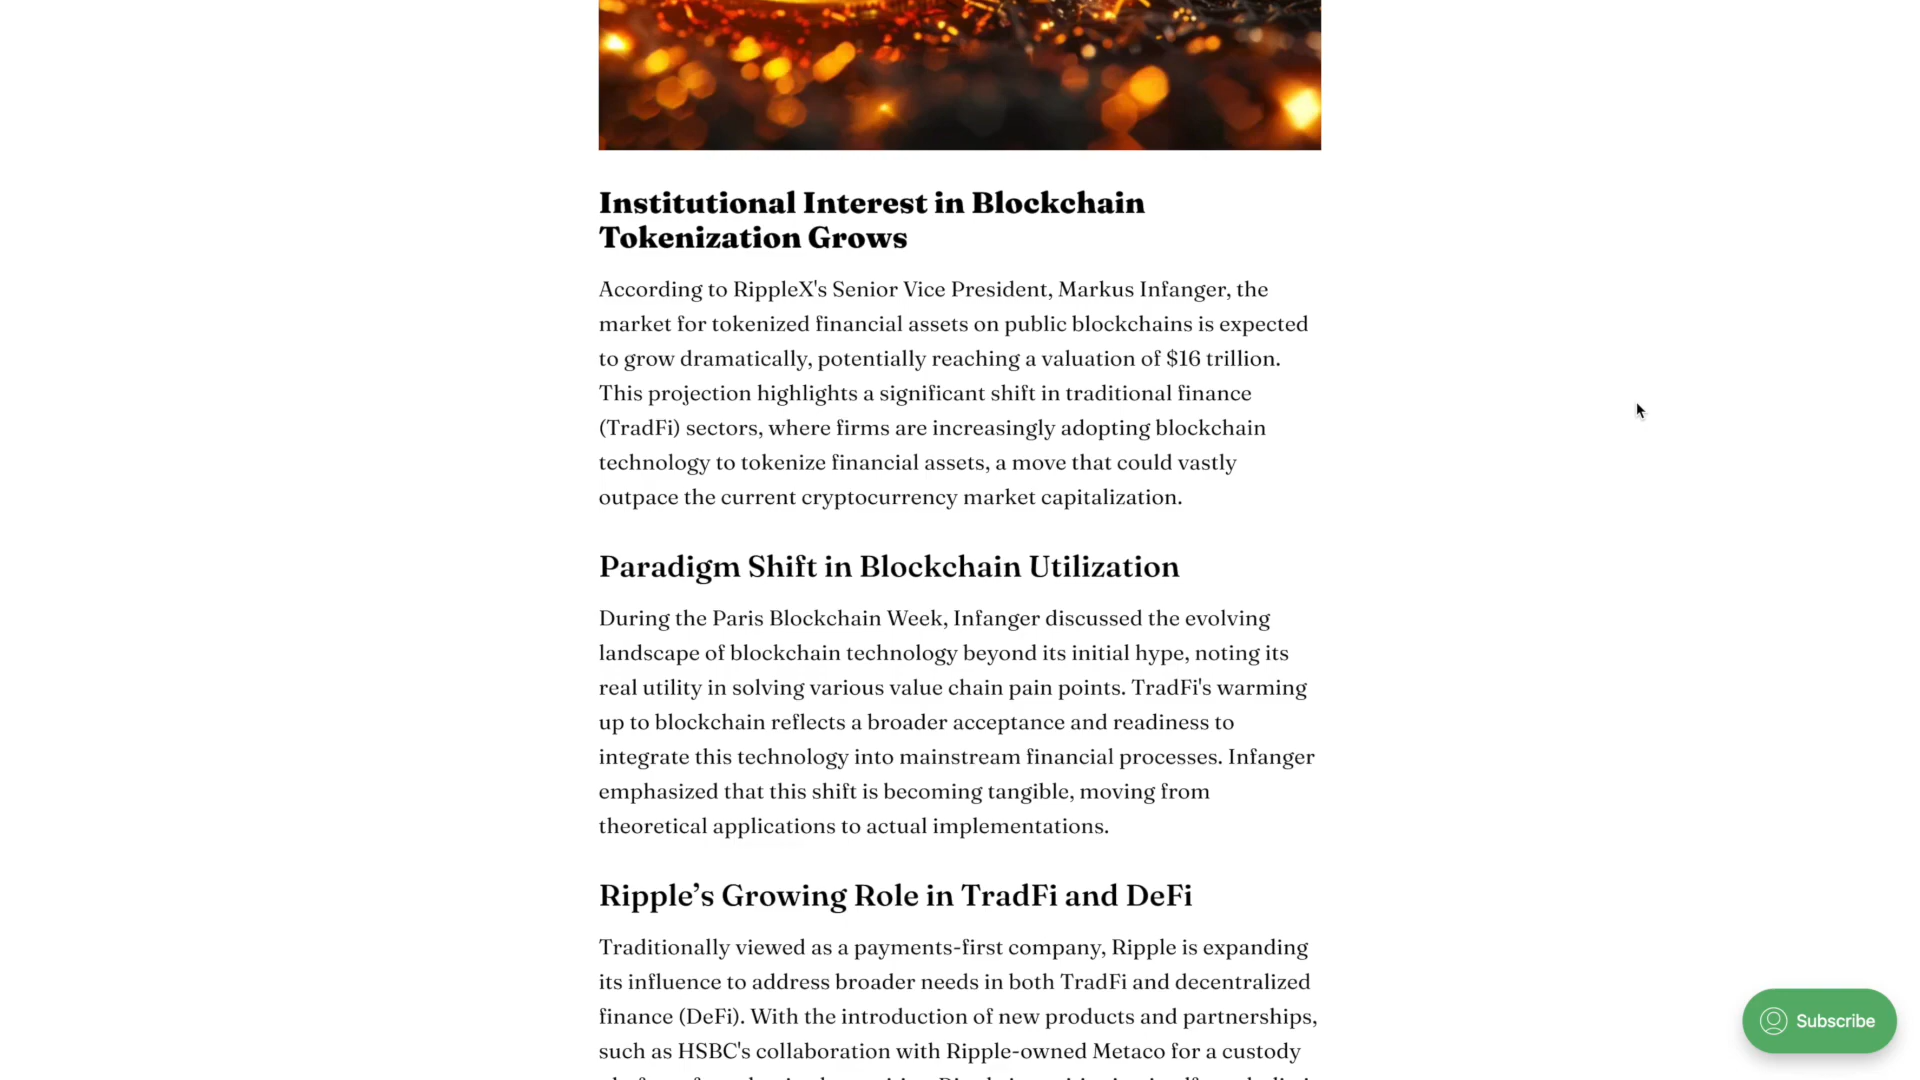 Institutional Interest in Blockchain
Tokenization Grows
According to RippleX's Senior Vice President, Markus Infanger, the
market for tokenized financial assets on public blockchains is expected
to grow dramatically, potentially reaching a valuation of $16 trillion.
This projection highlights a significant shift in traditional finance
(TradFi) sectors, where firms are increasingly adopting blockchain
technology to tokenize financial assets, a move that could vastly
outpace the current cryptocurrency market capitalization.
Paradigm Shift in Blockchain Utilization
During the Paris Blockchain Week, Infanger discussed the evolving
landscape of blockchain technology beyond its initial hype, noting its
real utility in solving various value chain pain points. TradFi's warming
up to blockchain reflects a broader acceptance and readiness to
integrate this technology into mainstream financial processes. Infanger
emphasized that this shift is becoming tangible, moving from
theoretical applications to actual implementations.
Ripple’s Growing Role in TradFi and DeFi
Traditionally viewed as a payments-first company, Ripple is expanding
its influence to address broader needs in both TradFi and decentralized
finance (DeFi). With the introduction of new products and partnerships,
such as HSBC's collaboration with Ripple-owned Metaco for a custody
Subscribe